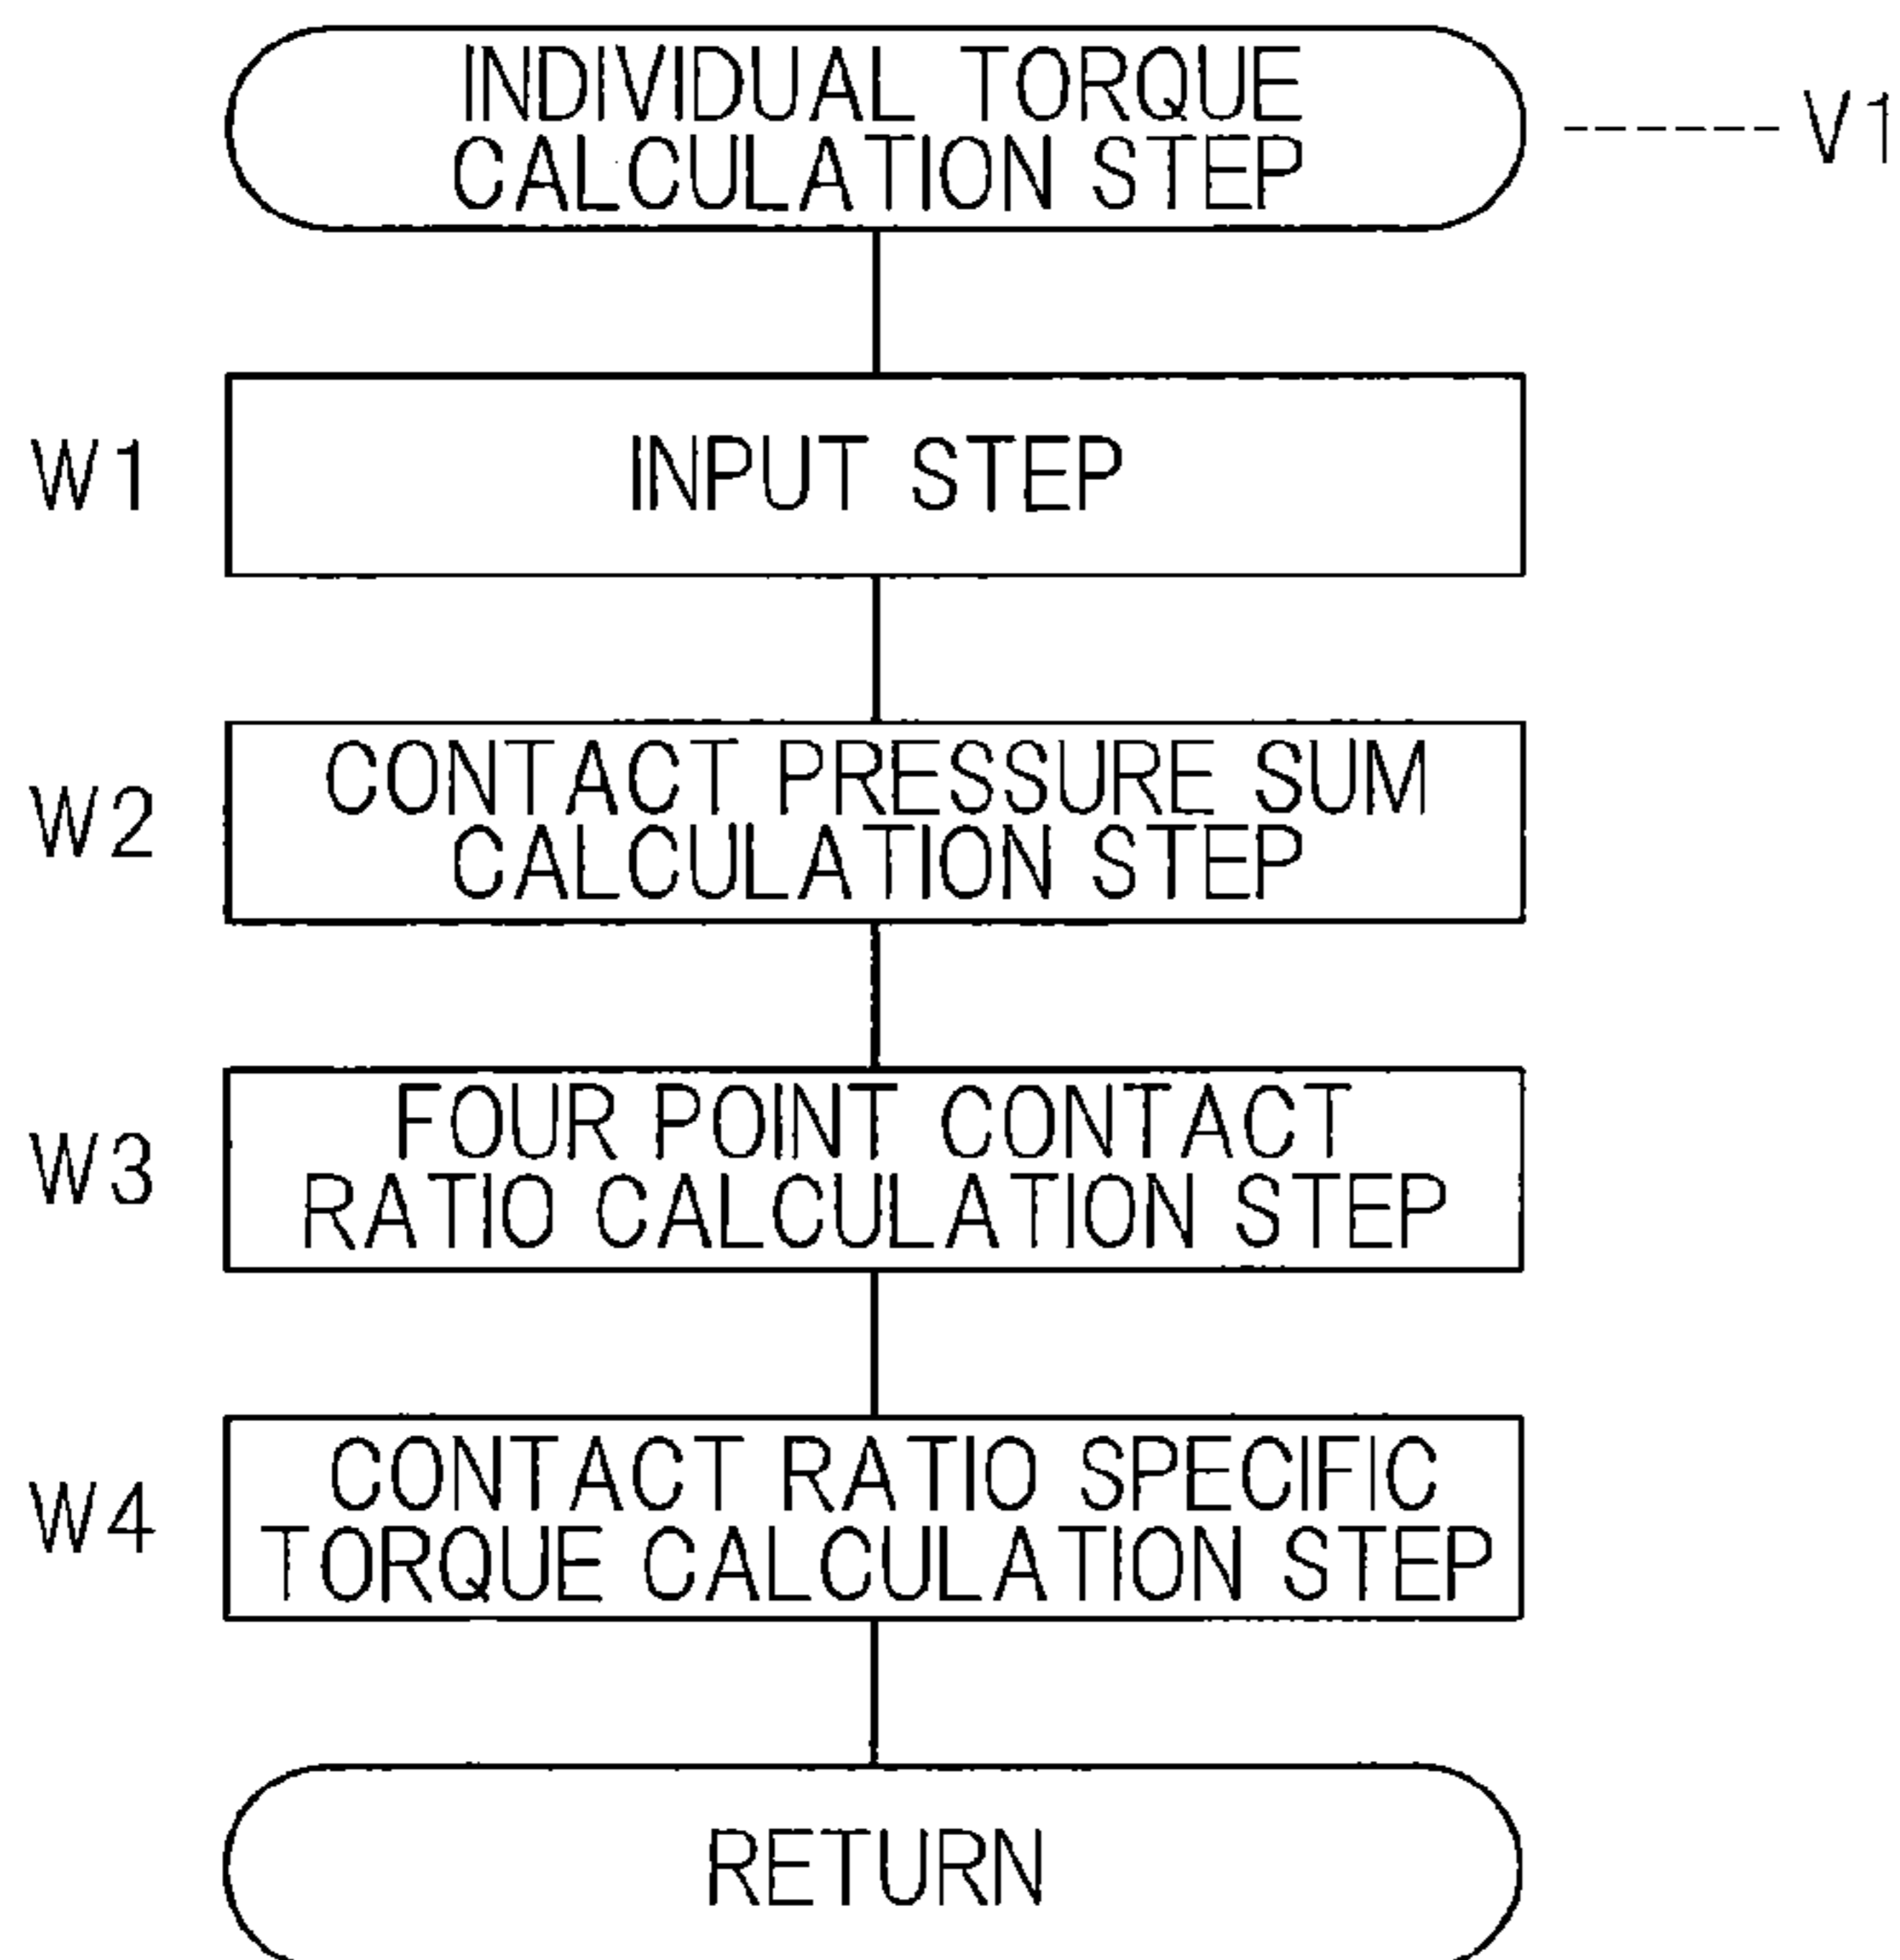 INDIVIDUAL TORQUE
CALCULATION STEP
V1
W1
INPUT STEP
W2
CONTACT PRESSURE SUM
CALCULATION STEP
W3
FOUR POINT CONTACT
RATIO CALCULATION STEP
W4
CONTACT RATIO SPECIFIC
TORQUE CALCULATION STEP
RETURN